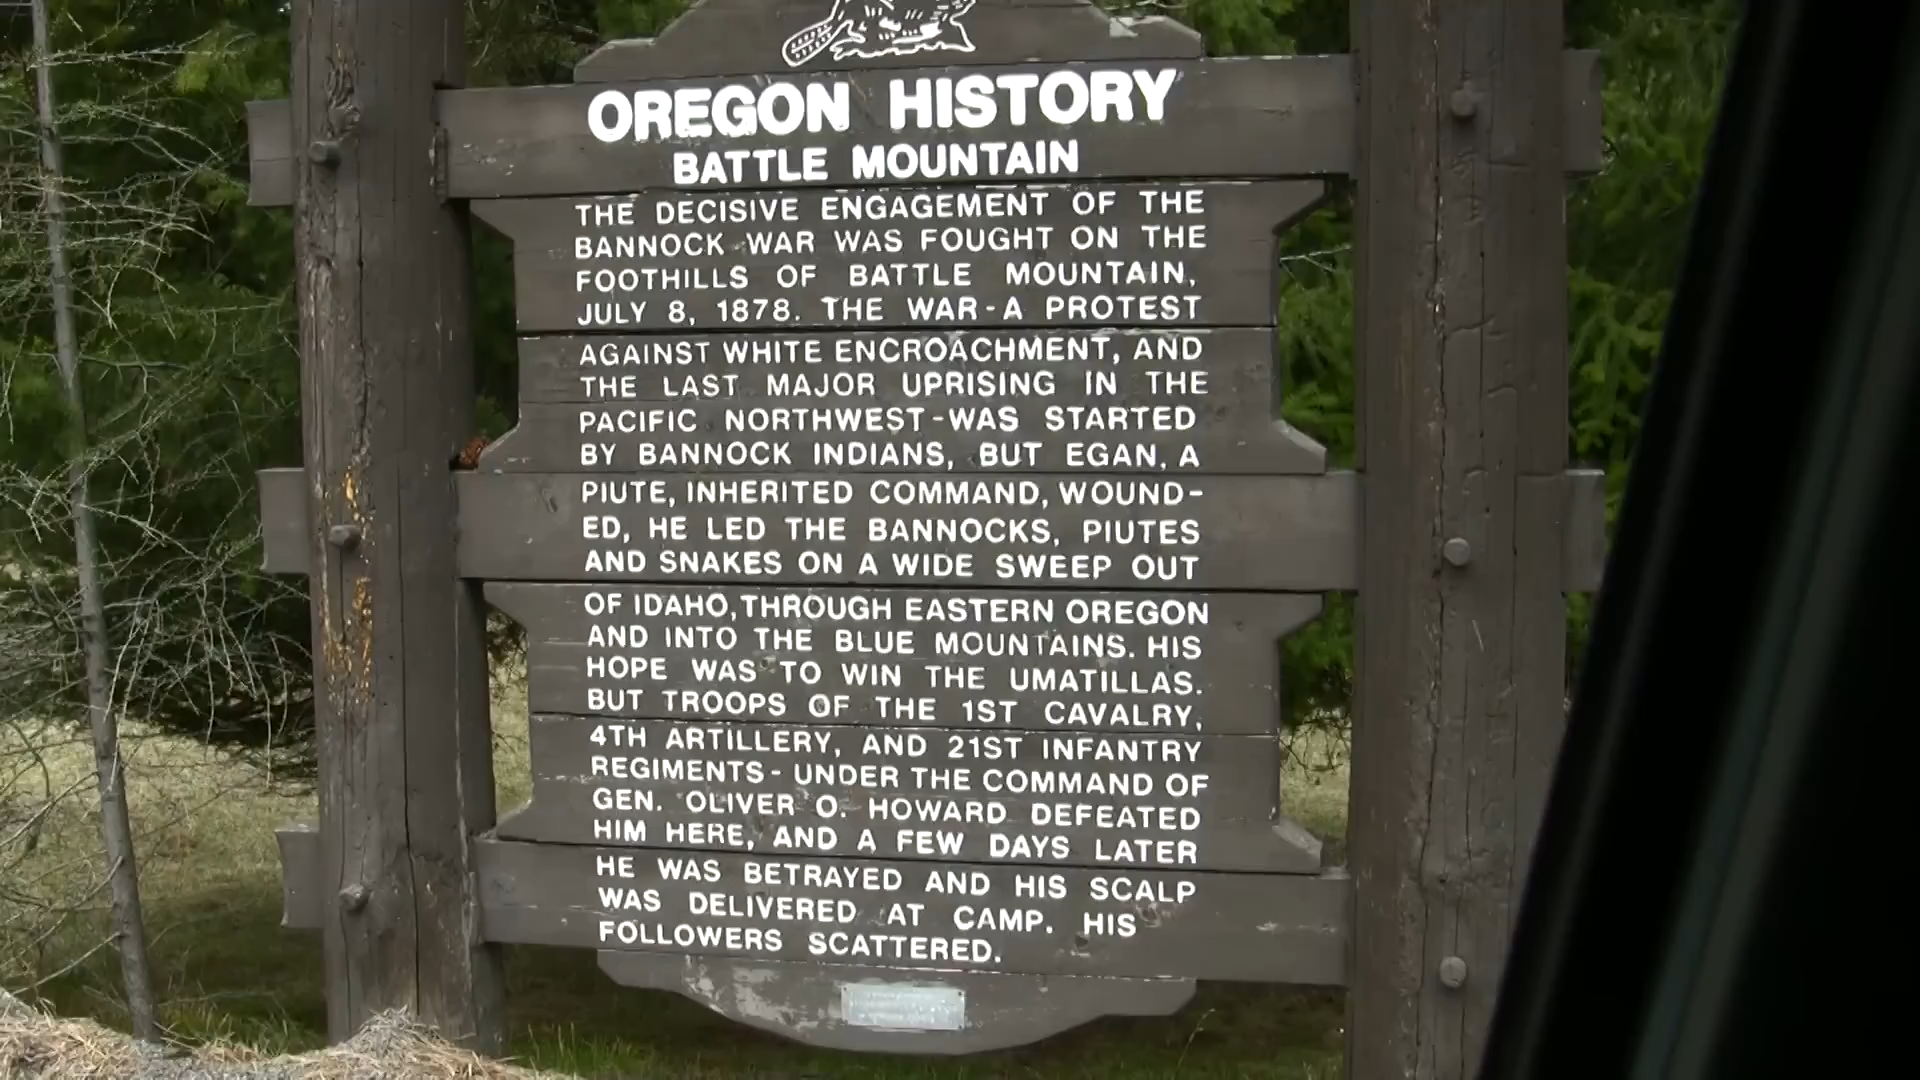 OREGON HISTORY
BATTLE MOUNTAIN
THE DECISIVE ENGAGEMENT OF THE
BANNOCK WAR WAS FOUGHT ON THE
FOOTHILLS OF BATTLE MOUNTAIN,
JULY 8, 1878. THE WAR-A PROTEST
AGAINST WHITE ENCROACHMENT, AND
THE LAST MAJOR UPRISING IN THE
PACIFIC NORTHWEST-WAS STARTED
BY BANNOCK INDIANS, BUT EGAN, A
PIUTE, INHERITED COMMAND, WOUND-
ED, HE LED THE BANNOCKS, PIUTES
AND SNAKES ON A WIDE SWEEP OUT
OF IDAHO, THROUGH EASTERN OREGON
AND INTO THE BLUE MOUNTAINS. HIS
HOPE WAS TO WIN THE UMATILLAS.
BUT TROOPS OF THE 1ST CAVALRY,
4TH ARTILLERY, AND 21ST INFANTRY
REGIMENTS- UNDER THE COMMAND OF
GEN. OLIVER O. HOWARD DEFEATED
HIM HERE, AND A FEW DAYS LATER
HE WAS BETRAYED AND HIS SCALP
WAS DELIVERED AT CAMP. HIS
FOLLOWERS SCATTERED.